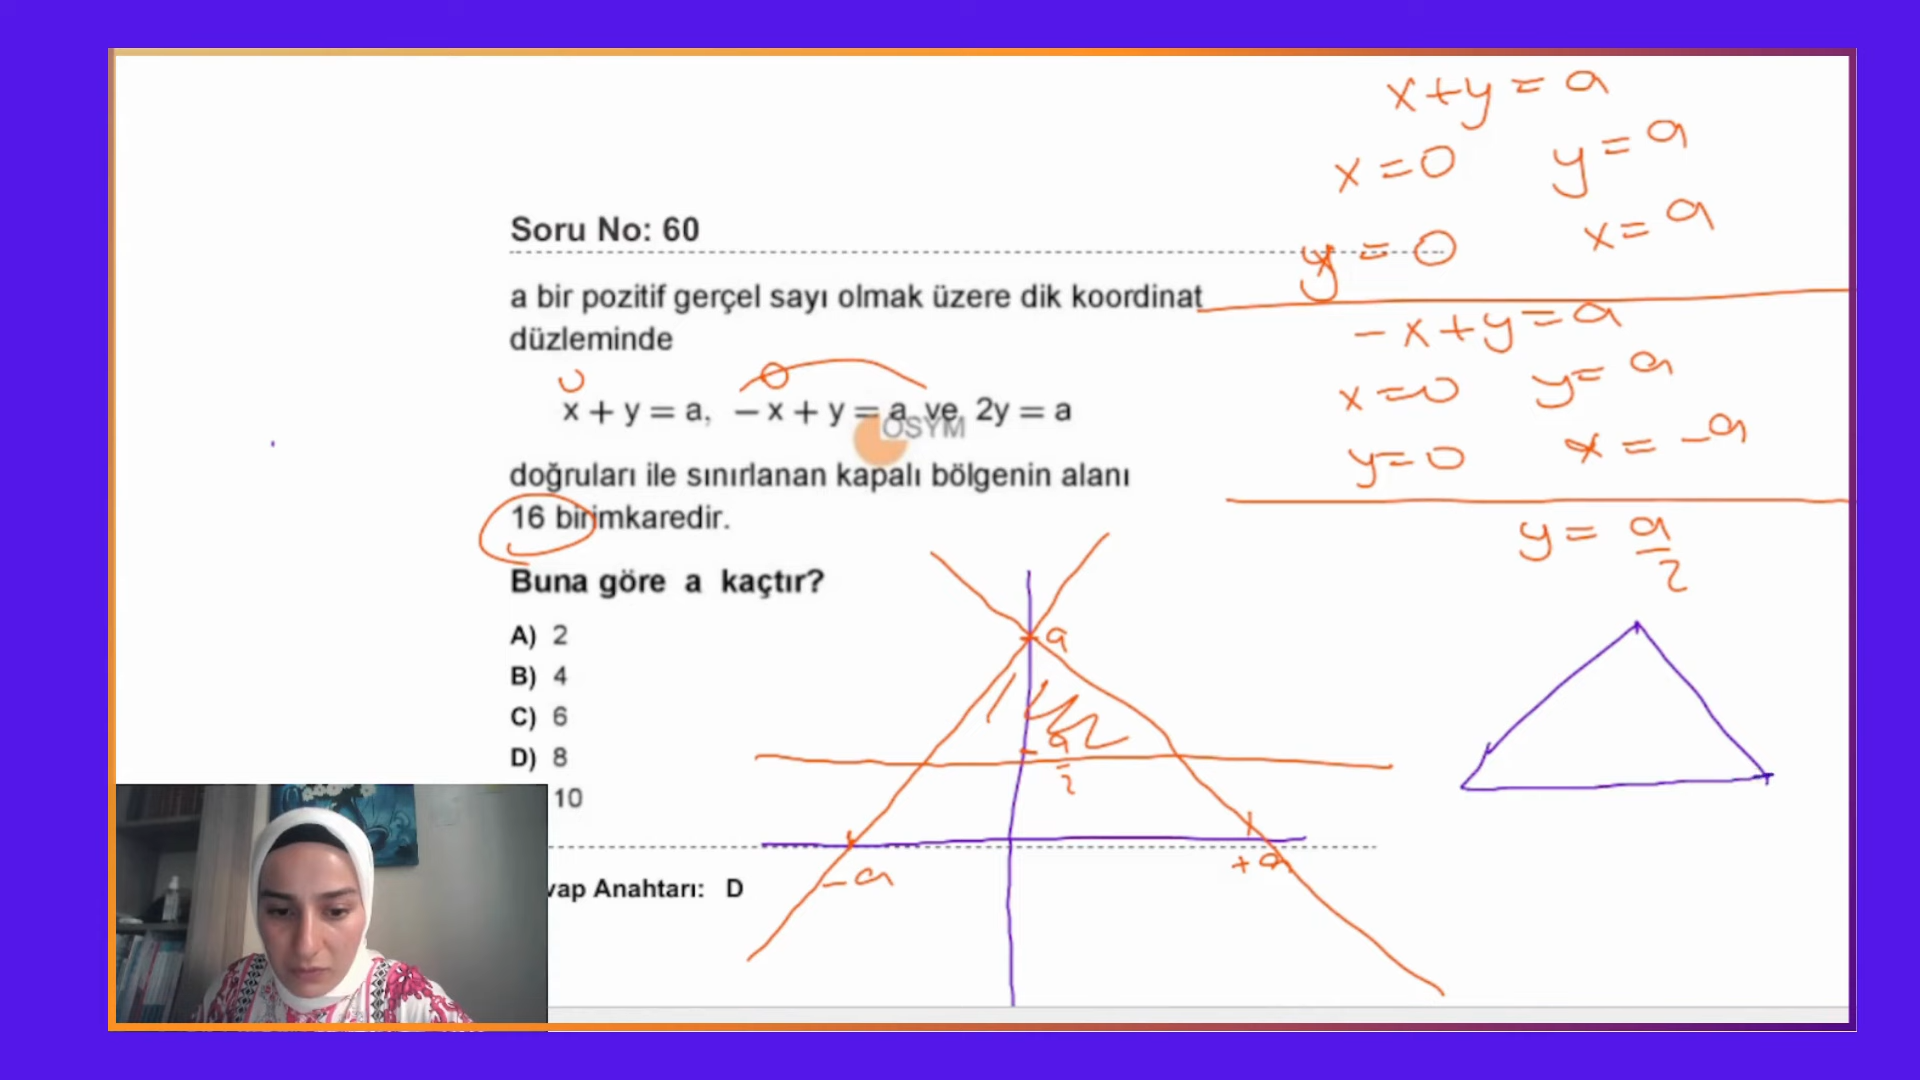 Soru No: 60
a bir pozitif gerçel sayı olmak üzere dik koordinat
düzleminde
0 0
x + y = a, − x + y = a ve 2y = a
ÖSYM
doğruları ile sınırlanan kapalı bölgenin alanı
16 birimkaredir.
Buna göre a kaçtır?
A) 2
B) 4
C) 6
D) 8
10
vap Anahtarı: D
x+y = a
x = 0 y = a
y = 0 x = a
-x+y = a
x = 0 y = a
y = 0 x = -a
y = a/2
a
a/2
-a
+a